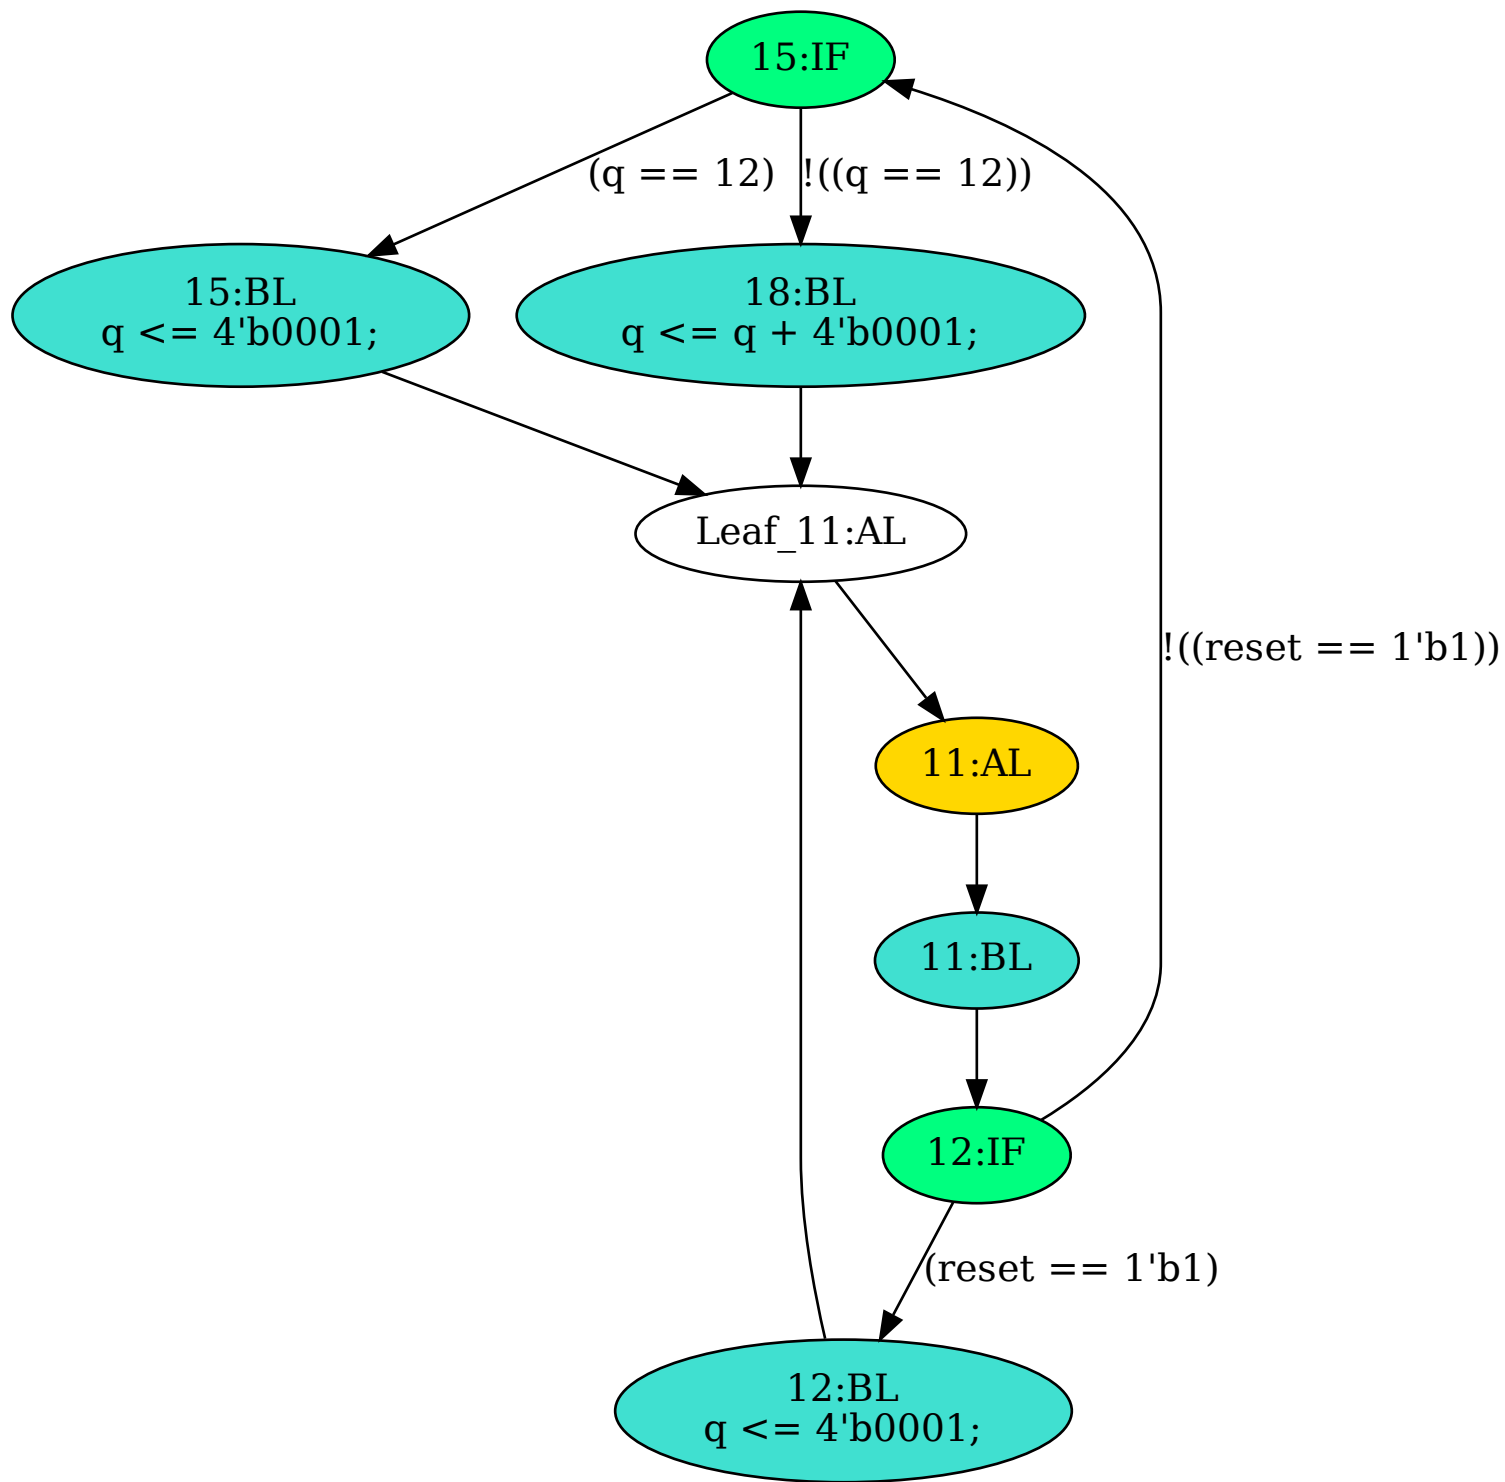 15:IF
(q == 12)
!((q == 12))
15:BL
q <= 4'b0001;
18:BL
q <= q + 4'b0001;
Leaf_11:AL
!((reset == 1'b1))
11:AL
11:BL
12:IF
(reset == 1'b1)
12:BL
q <= 4'b0001;